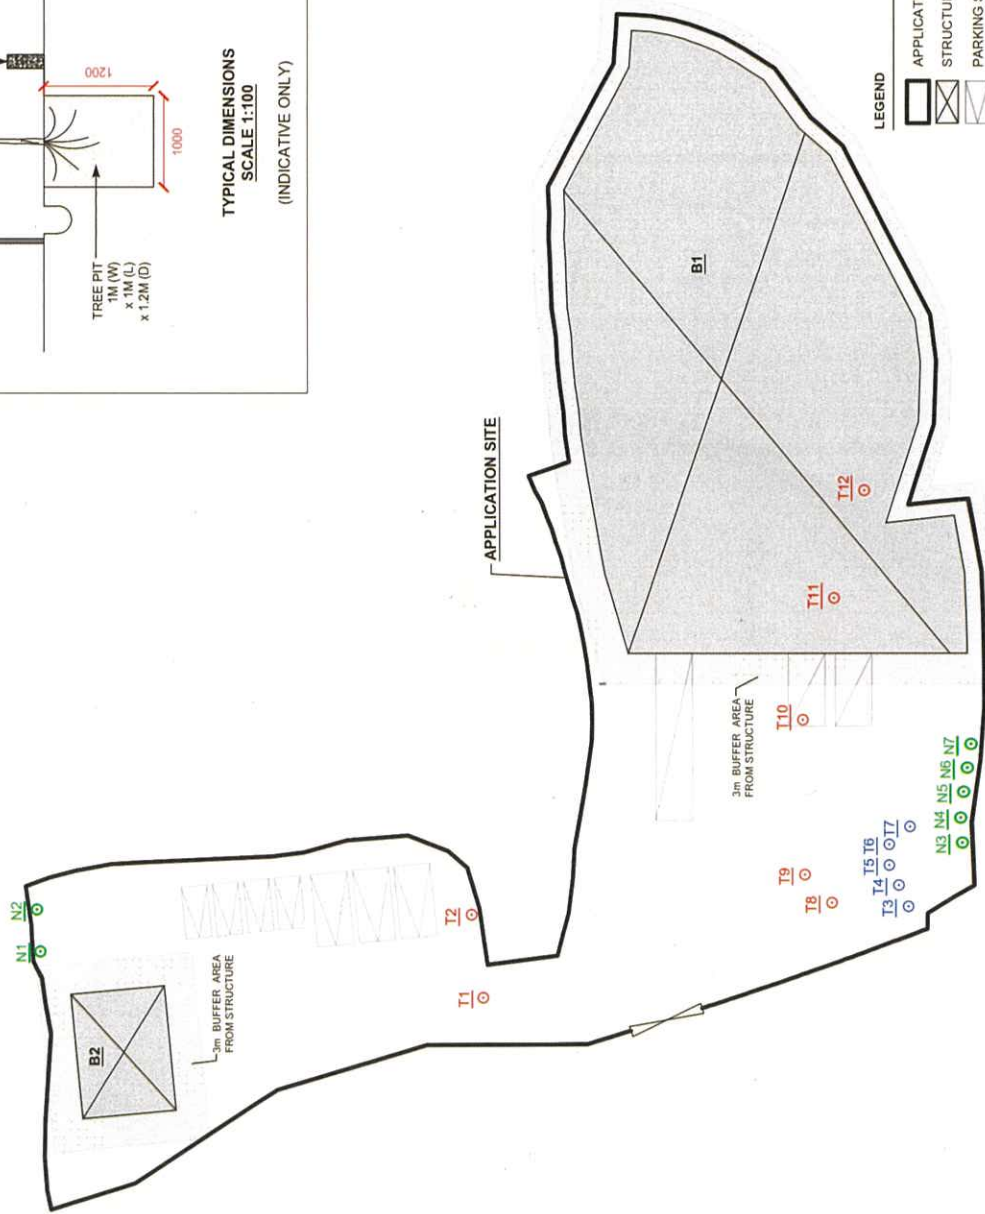 1200
1000
TREE PIT
1M (W)
x 1M (L)
x 1.2M (D)
TYPICAL DIMENSIONS
SCALE 1:100
(INDICATIVE ONLY)
LEGEND
STRUCTURE
PARKING
APPLICATION SITE
B1
T12
T11
T10
3m BUFFER AREA
FROM STRUCTURE
N3 N4 N5 N6 N7
T3 T4 T5 T6 T7
T8 T9
T1 T2
N1 N2
B2
3m BUFFER AREA
FROM STRUCTURE